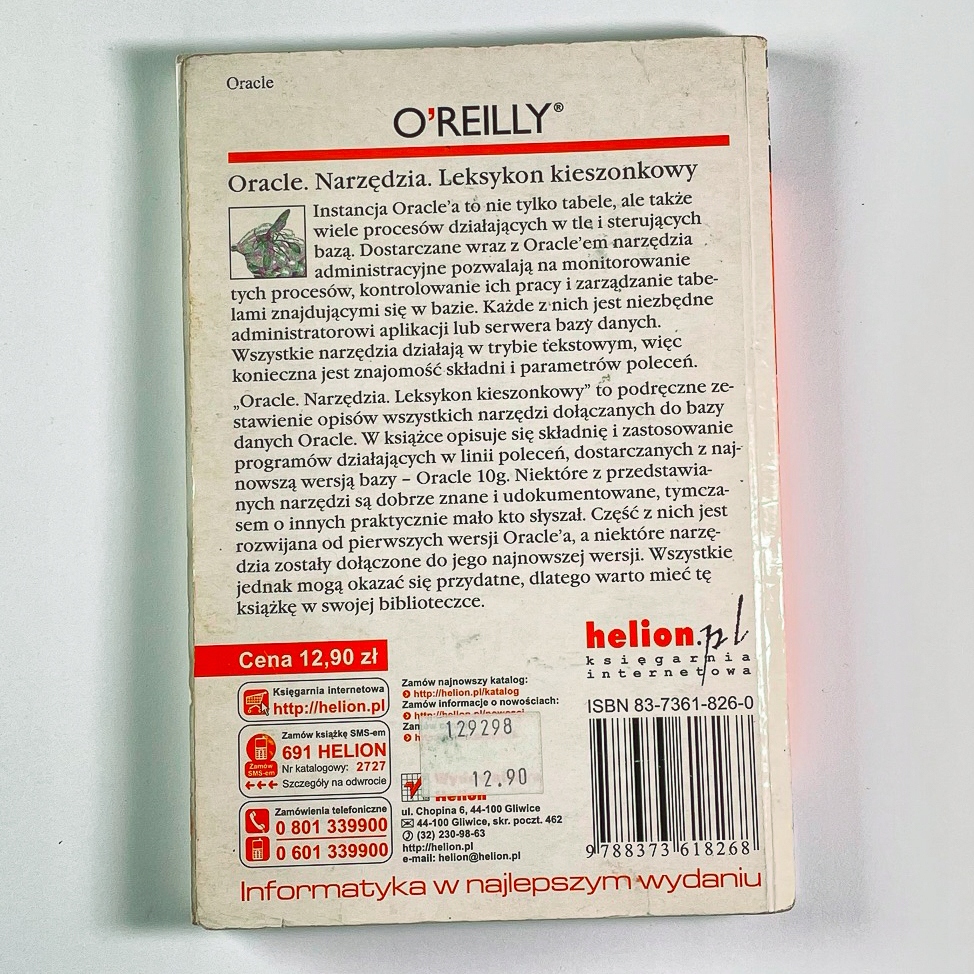 Oracle
O'REILLY®
Oracle. Narzędzia. Leksykon kieszonkowy
Instancja Oracle'a to nie tylko tabele, ale także
wiele procesów działających w tle i sterujących
bazą. Dostarczane wraz z Oracle'em narzędzia
administracyjne pozwalają na monitorowanie
tych procesów, kontrolowanie ich pracy i zarządzanie tabe-
lami znajdującymi się w bazie. Każde z nich jest niezbędne
administratorowi aplikacji lub serwera bazy danych.
Wszystkie narzędzia działają w trybie tekstowym, więc
konieczna jest znajomość składni i parametrów poleceń.
„Oracle. Narzędzia. Leksykon kieszonkowy” to podręczne ze-
stawienie opisów wszystkich narzędzi dołączanych do bazy
danych Oracle. W książce opisuje się składnię i zastosowanie
programów działających w linii poleceń, dostarczanych z naj-
nowszą wersją bazy – Oracle 10g. Niektóre z przedstawia-
nych narzędzi są dobrze znane i udokumentowane, tymcza-
sem o innych praktycznie mało kto słyszał. Część z nich jest
rozwijana od pierwszych wersji Oracle'a, a niektóre narzę-
dzia zostały dołączone do jego najnowszej wersji. Wszystkie
jednak mogą okazać się przydatne, dlatego warto mieć tę
książkę w swojej biblioteczce.
helion.pl
księgarnia
internetowa
Cena 12,90 zł
Księgarnia internetowa
http://helion.pl
Zamów książkę SMS-em
691 HELION
Nr katalogowy: 2727
Szczegóły na odwrocie
Zamów
SMS-em
Zamówienia telefoniczne
0 801 339900
0 601 339900
Zamów najnowszy katalog:
http://helion.pl/katalog
Zamów informacje o nowościach:
http://helion.pl/nowosci
129298
12.90
Helion
ul. Chopina 6, 44-100 Gliwice
44-100 Gliwice, skr. poczt. 462
(32) 230-98-63
http://helion.pl
e-mail: helion@helion.pl
ISBN 83-7361-826-0
9 788373 618268
Informatyka w najlepszym wydaniu